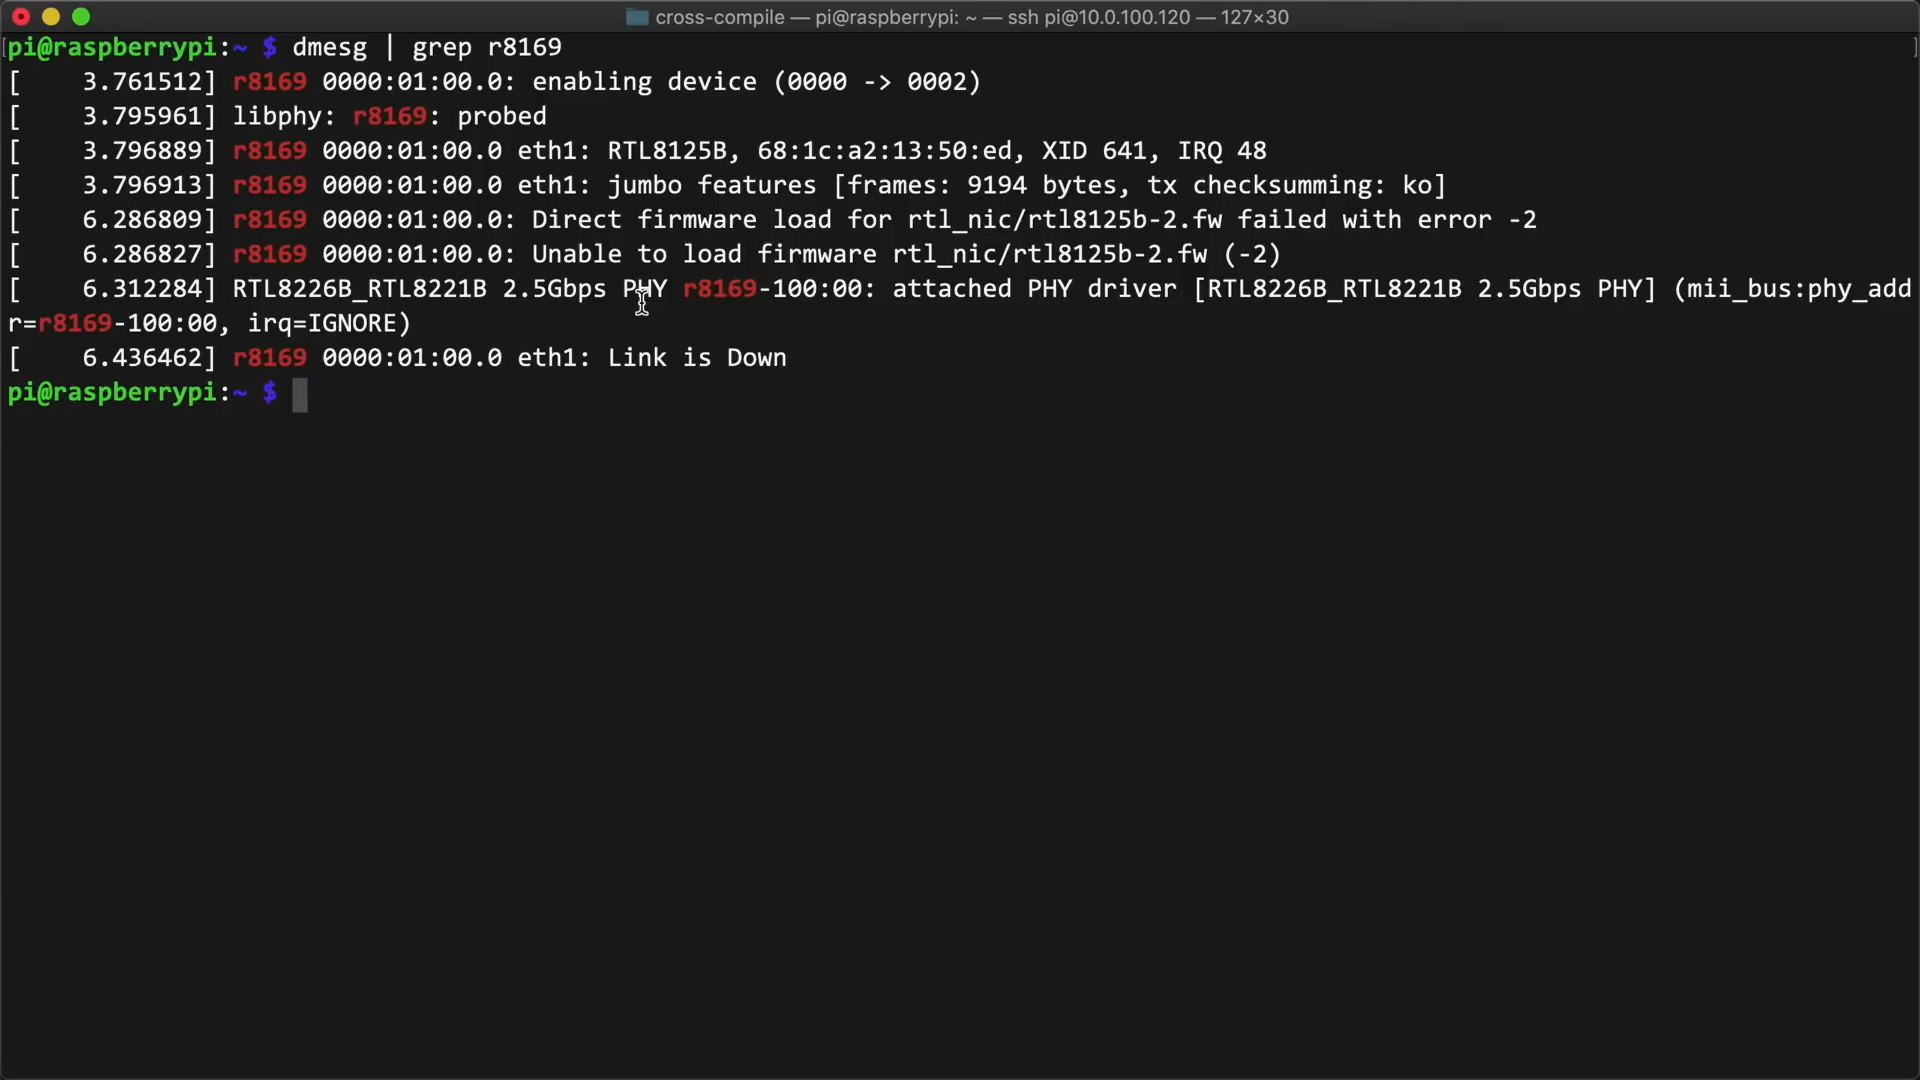 cross-compile — pi@raspberrypi: ~ — ssh pi@10.0.100.120 — 127×30
pi@raspberrypi:~ $ dmesg | grep r8169
[    3.761512] r8169 0000:01:00.0: enabling device (0000 -> 0002)
[    3.795961] libphy: r8169: probed
[    3.796889] r8169 0000:01:00.0 eth1: RTL8125B, 68:1c:a2:13:50:ed, XID 641, IRQ 48
[    3.796913] r8169 0000:01:00.0 eth1: jumbo features [frames: 9194 bytes, tx checksumming: ko]
[    6.286809] r8169 0000:01:00.0: Direct firmware load for rtl_nic/rtl8125b-2.fw failed with error -2
[    6.286827] r8169 0000:01:00.0: Unable to load firmware rtl_nic/rtl8125b-2.fw (-2)
[    6.312284] RTL8226B_RTL8221B 2.5Gbps PHY r8169-100:00: attached PHY driver [RTL8226B_RTL8221B 2.5Gbps PHY] (mii_bus:phy_add
r=r8169-100:00, irq=IGNORE)
[    6.436462] r8169 0000:01:00.0 eth1: Link is Down
pi@raspberrypi:~ $